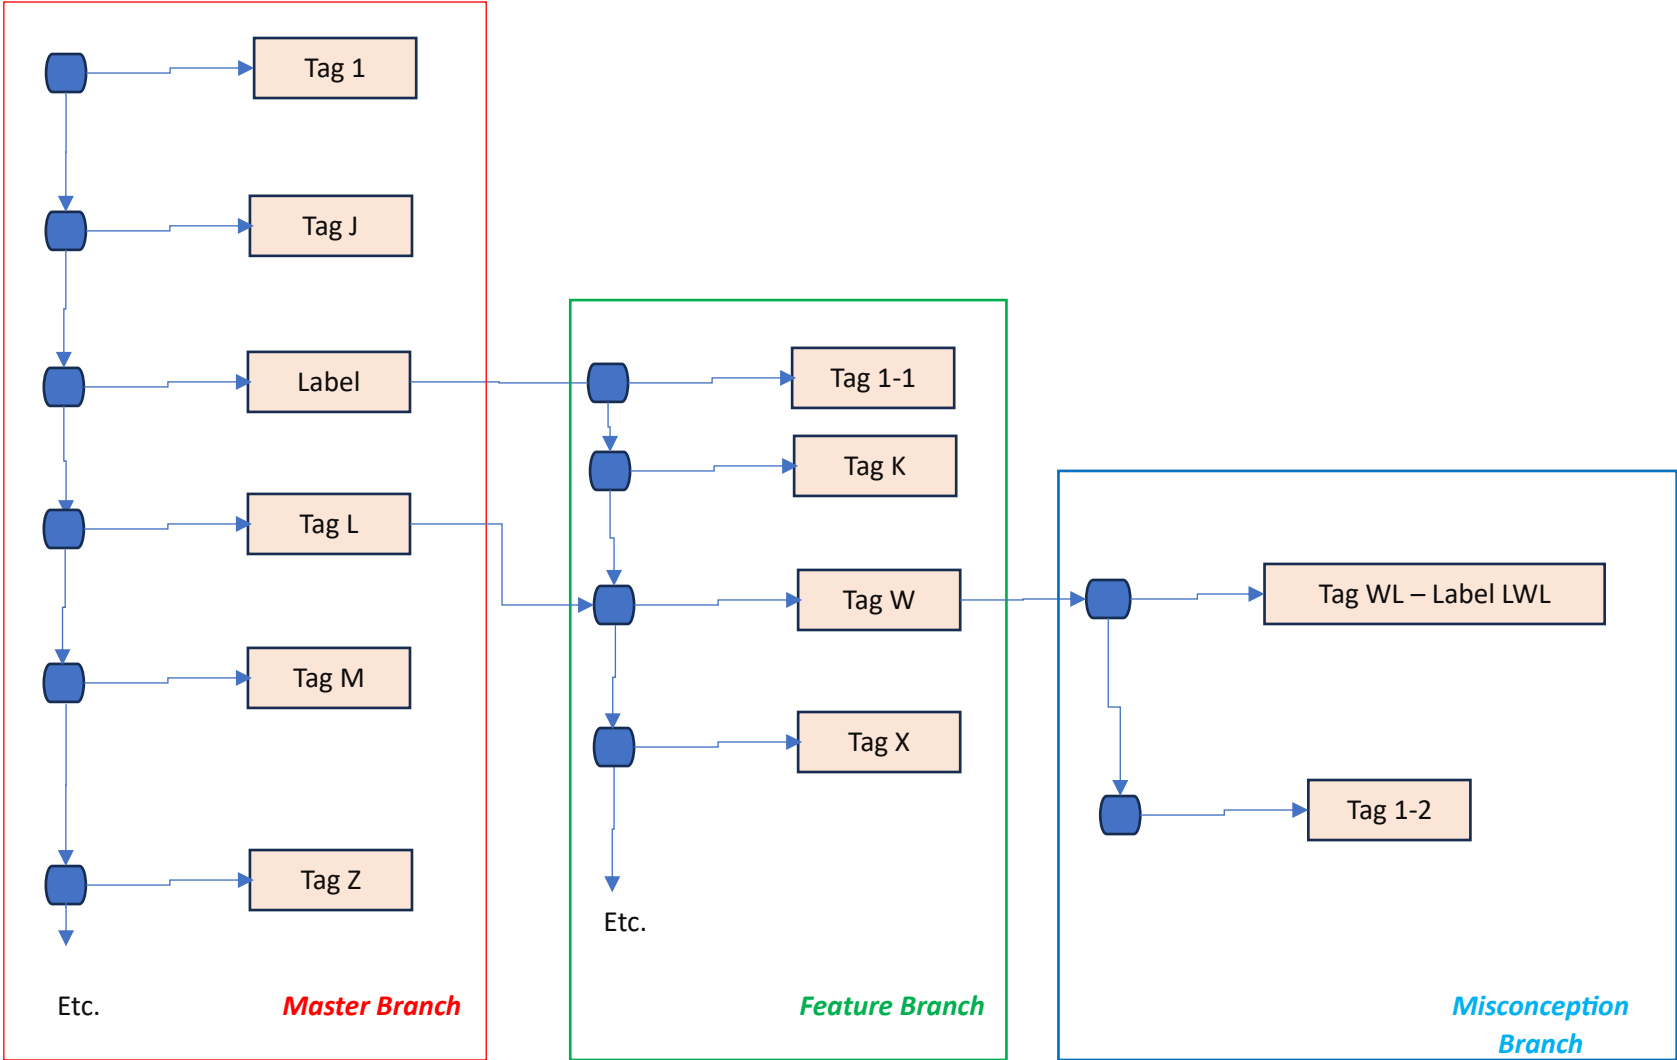 Tag 1
Tag J
Label
Tag L
Tag M
Tag Z
Etc.
Master Branch
Tag 1-1
Tag K
Tag W
Tag X
Etc.
Feature Branch
Tag WL – Label LWL
Tag 1-2
Misconception
Branch